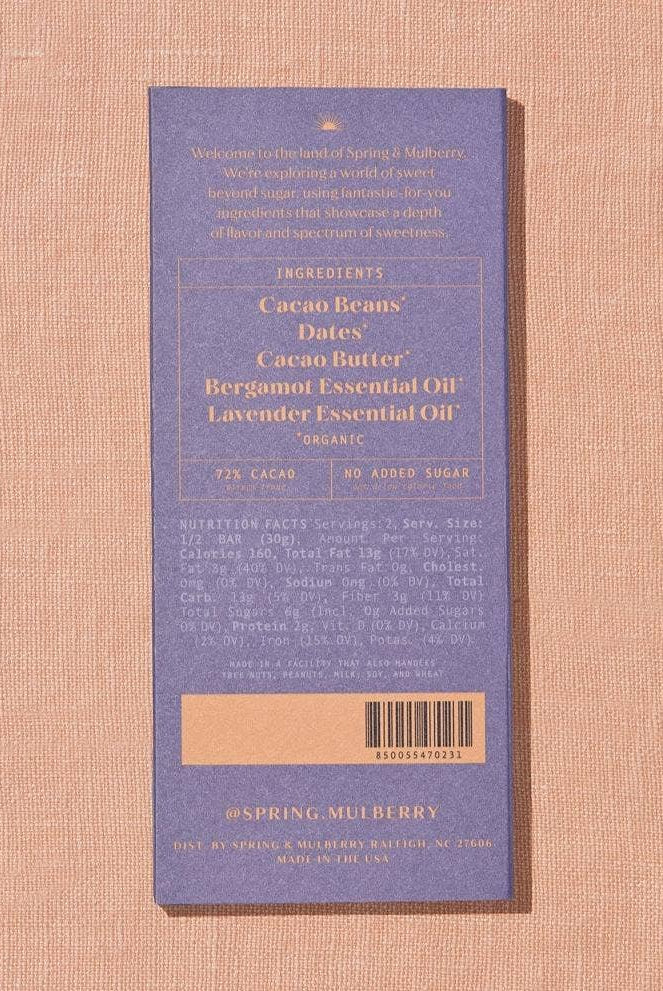 Welcome to the land of Spring & Mulberry.
We're exploring a world of sweet
beyond sugar, using fantastic-for-you
ingredients that showcase a depth
of flavor and spectrum of sweetness.
INGREDIENTS
Cacao Beans*
Dates*
Cacao Butter*
Bergamot Essential Oil*
Lavender Essential Oil*
*ORGANIC
72% CACAO
NO ADDED SUGAR
NUTRITION FACTS Servings: 2, Serv. Size:
1/2 BAR (30g), Amount Per Serving:
Calories 160, Total Fat 13g (17% DV), Sat.
Fat 8g (40% DV), Trans Fat 0g, Cholest.
0mg (0% DV), Sodium 0mg (0% DV), Total
Carb. 13g (5% DV), Fiber 3g (11% DV)
Total Sugars 6g (Incl. 0g Added Sugars
0% DV), Protein 2g, Vit. D (0% DV), Calcium
(2% DV), Iron (15% DV), Potas. (4% DV).
MADE IN A FACILITY THAT ALSO HANDLES
TREE NUTS, PEANUTS, MILK, SOY, AND WHEAT
850055470231
@SPRING.MULBERRY
DIST. BY SPRING & MULBERRY RALEIGH, NC 27606
MADE IN THE USA